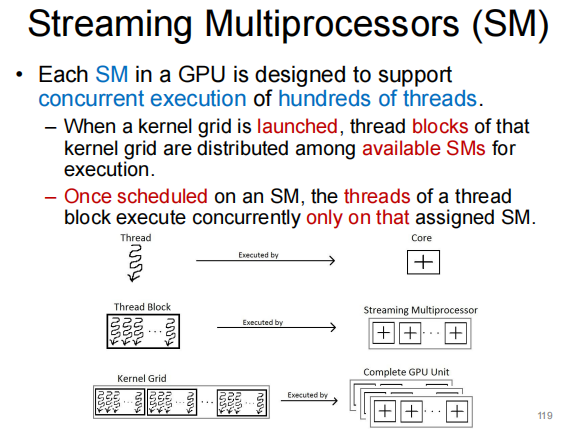 Streaming Multiprocessors (SM)
• Each SM in a GPU is designed to support
concurrent execution of hundreds of threads.
– When a kernel grid is launched, thread blocks of that
kernel grid are distributed among available SMs for
execution.
– Once scheduled on an SM, the threads of a thread
block execute concurrently only on that assigned SM.
Thread
Executed by
Core
+
Thread Block
...
Executed by
Streaming Multiprocessor
+ + ... +
Kernel Grid
... ... ... ...
Executed by
Complete GPU Unit
+ + ... +
119